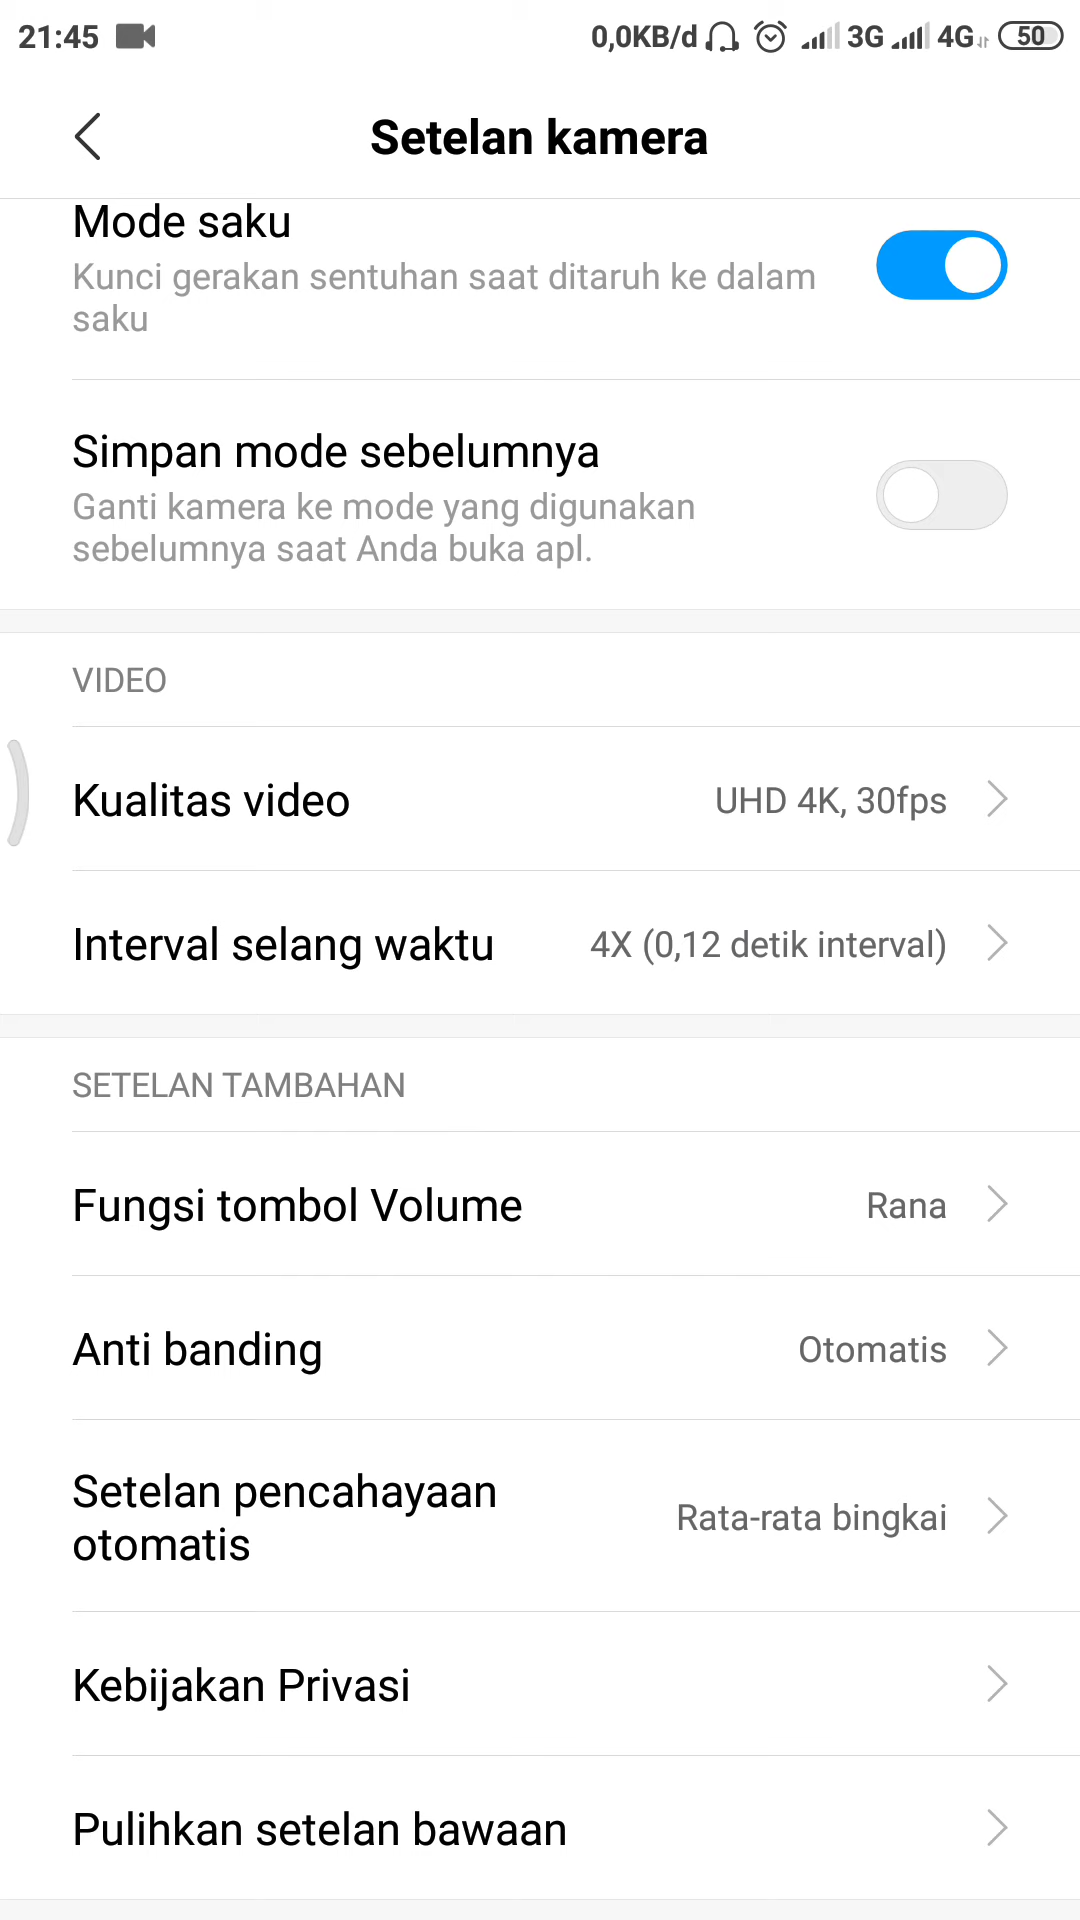 21:45 0,0KB/d 3G 4G 50
Setelan kamera
Mode saku
Kunci gerakan sentuhan saat ditaruh ke dalam
saku
Simpan mode sebelumnya
Ganti kamera ke mode yang digunakan
sebelumnya saat Anda buka apl.
VIDEO
Kualitas video UHD 4K, 30fps
Interval selang waktu 4X (0,12 detik interval)
SETELAN TAMBAHAN
Fungsi tombol Volume Rana
Anti banding Otomatis
Setelan pencahayaan
otomatis
Rata-rata bingkai
Kebijakan Privasi
Pulihkan setelan bawaan